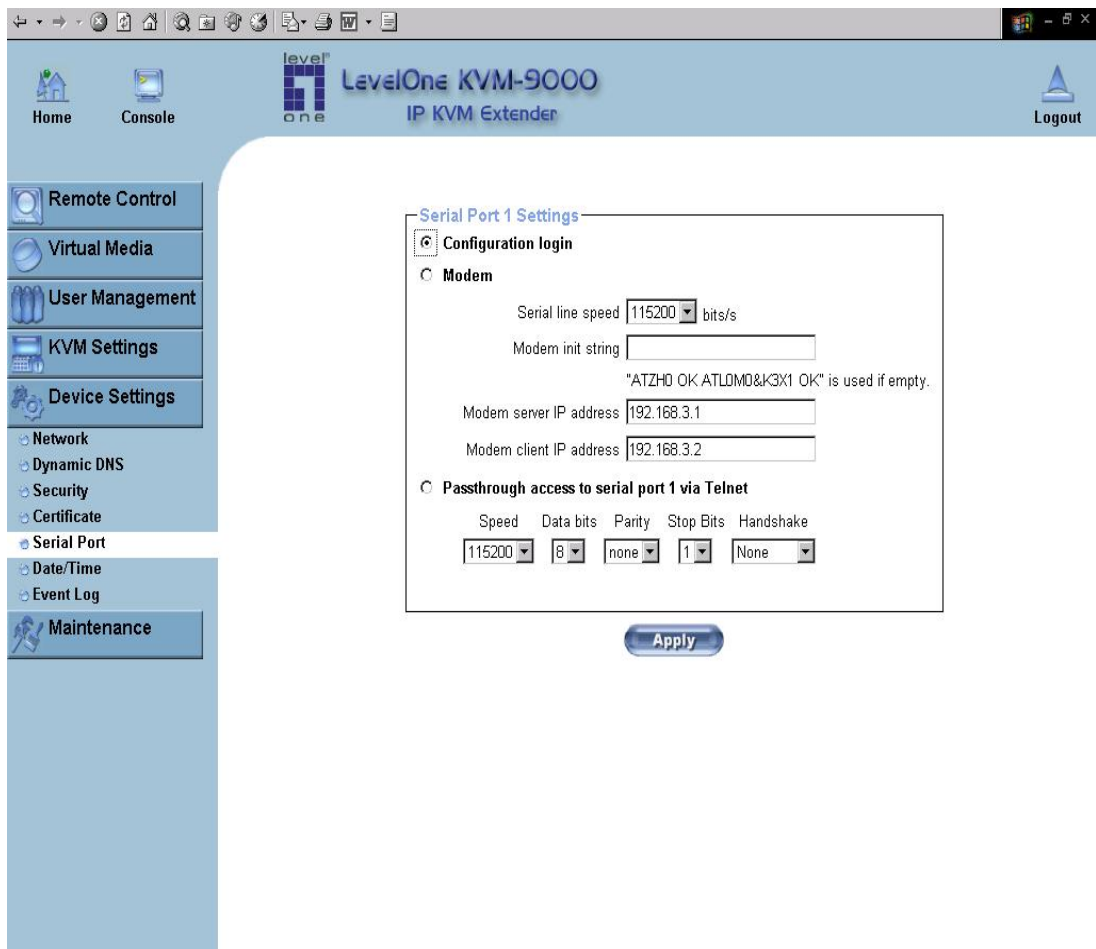 Home
Console
level
one
LevelOne KVM-9000
IP KVM Extender
Logout
Remote Control
Virtual Media
User Management
KVM Settings
Device Settings
Network
Dynamic DNS
Security
Certificate
Serial Port
Date/Time
Event Log
Maintenance
Serial Port 1 Settings
Configuration login
Modem
Serial line speed 115200 bits/s
Modem init string
"ATZH0 OK ATL0M0&K3X1 OK" is used if empty.
Modem server IP address 192.168.3.1
Modem client IP address 192.168.3.2
Passthrough access to serial port 1 via Telnet
Speed Data bits Parity Stop Bits Handshake
115200 8 none 1 None
Apply